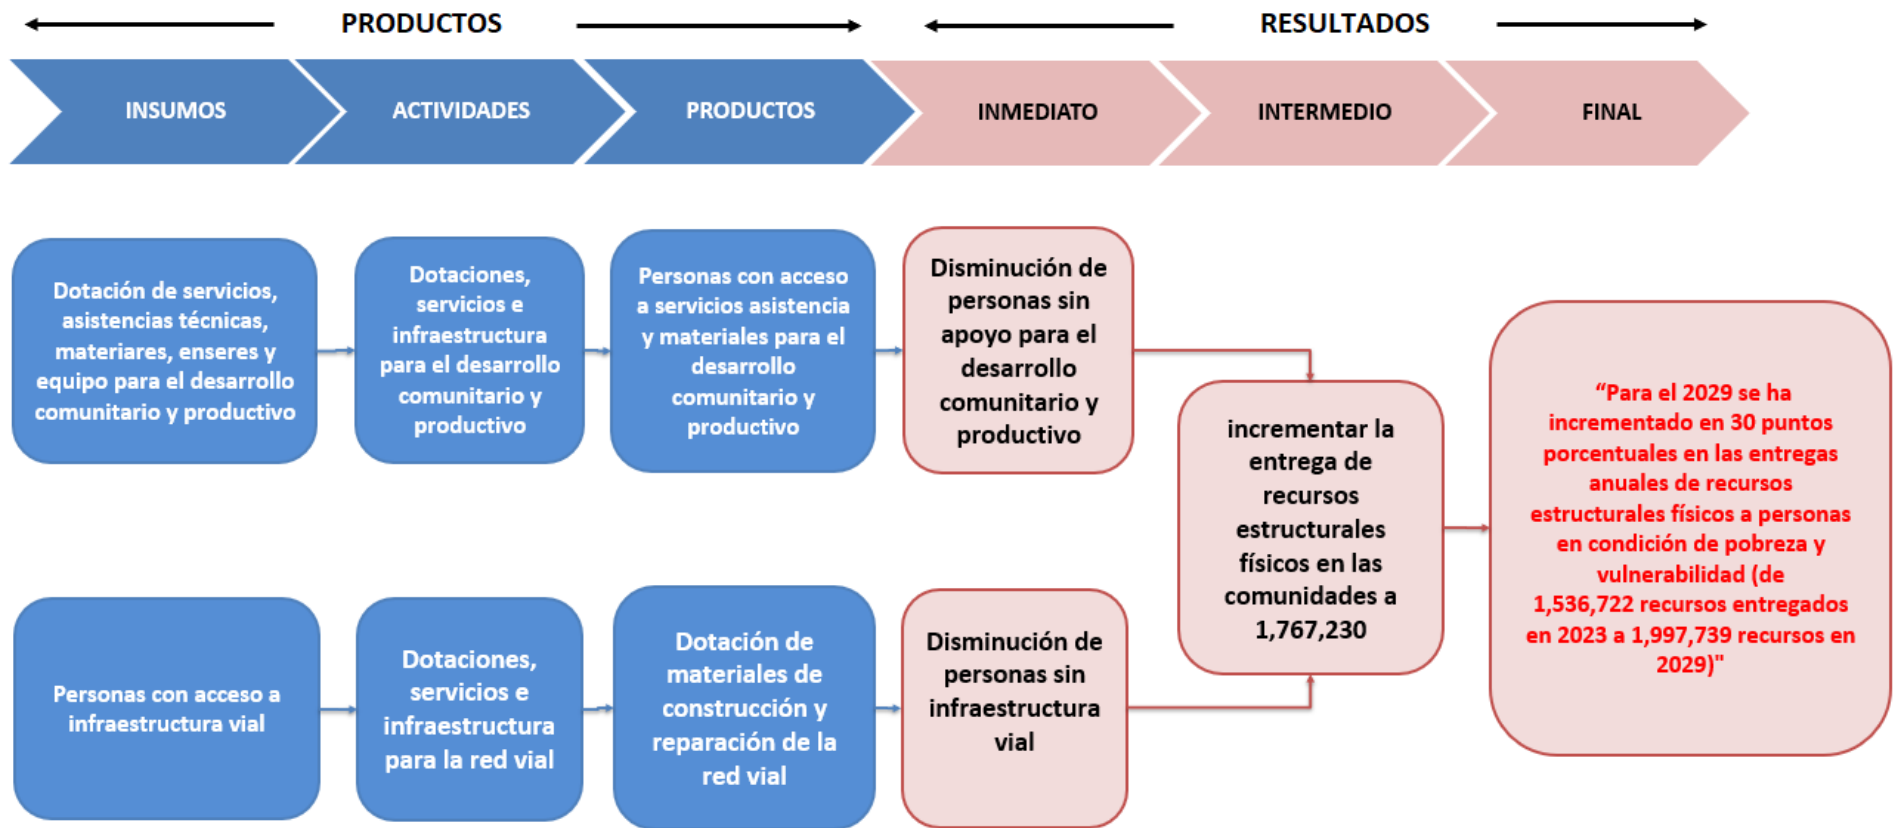 PRODUCTOS
RESULTADOS
INSUMOS
ACTIVIDADES
PRODUCTOS
INMEDIATO
INTERMEDIO
FINAL
Dotación de servicios,
asistencias técnicas,
materiares, enseres y
equipo para el desarrollo
comunitario y productivo
Dotaciones,
servicios e
infraestructura
para el desarrollo
comunitario y
productivo
Personas con acceso
a servicios asistencia
y materiales para el
desarrollo
comunitario y
productivo
Disminución de
personas sin
apoyo para el
desarrollo
comunitario y
productivo
incrementar la
entrega de
recursos
estructurales
físicos en las
comunidades a
1,767,230
“Para el 2029 se ha
incrementado en 30 puntos
porcentuales en las entregas
anuales de recursos
estructurales físicos a personas
en condición de pobreza y
vulnerabilidad (de
1,536,722 recursos entregados
en 2023 a 1,997,739 recursos en
2029)"
Personas con acceso a
infraestructura vial
Dotaciones,
servicios e
infraestructura
para la red vial
Dotación de
materiales de
construcción y
reparación de la
red vial
Disminución de
personas sin
infraestructura
vial